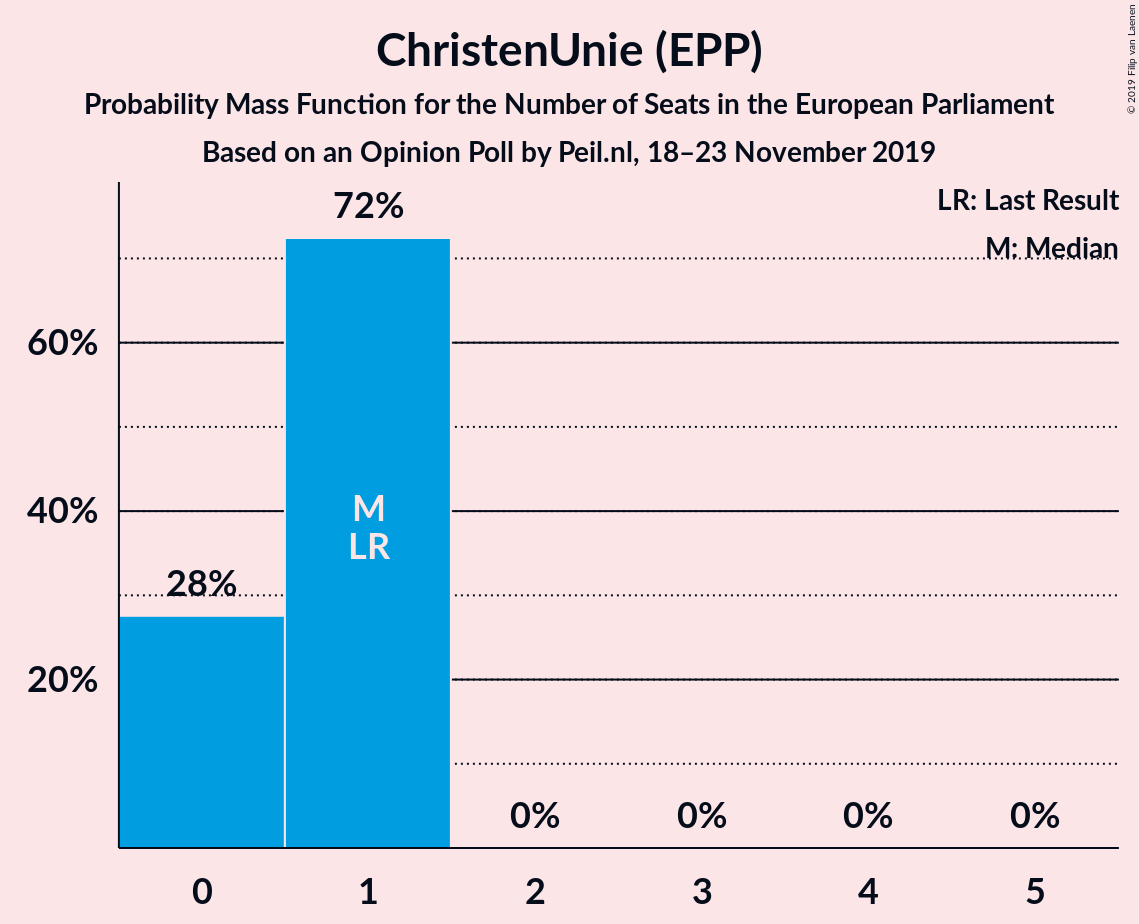 ChristenUnie (EPP)
Probability Mass Function for the Number of Seats in the European Parliament
Based on an Opinion Poll by Peil.nl, 18–23 November 2019
© 2019 Filip van Laenen
LR: Last Result
M: Median
72%
60%
M
40%
LR
28%
20%
0% 0% 0% 0%
0 1 2 3 4 5